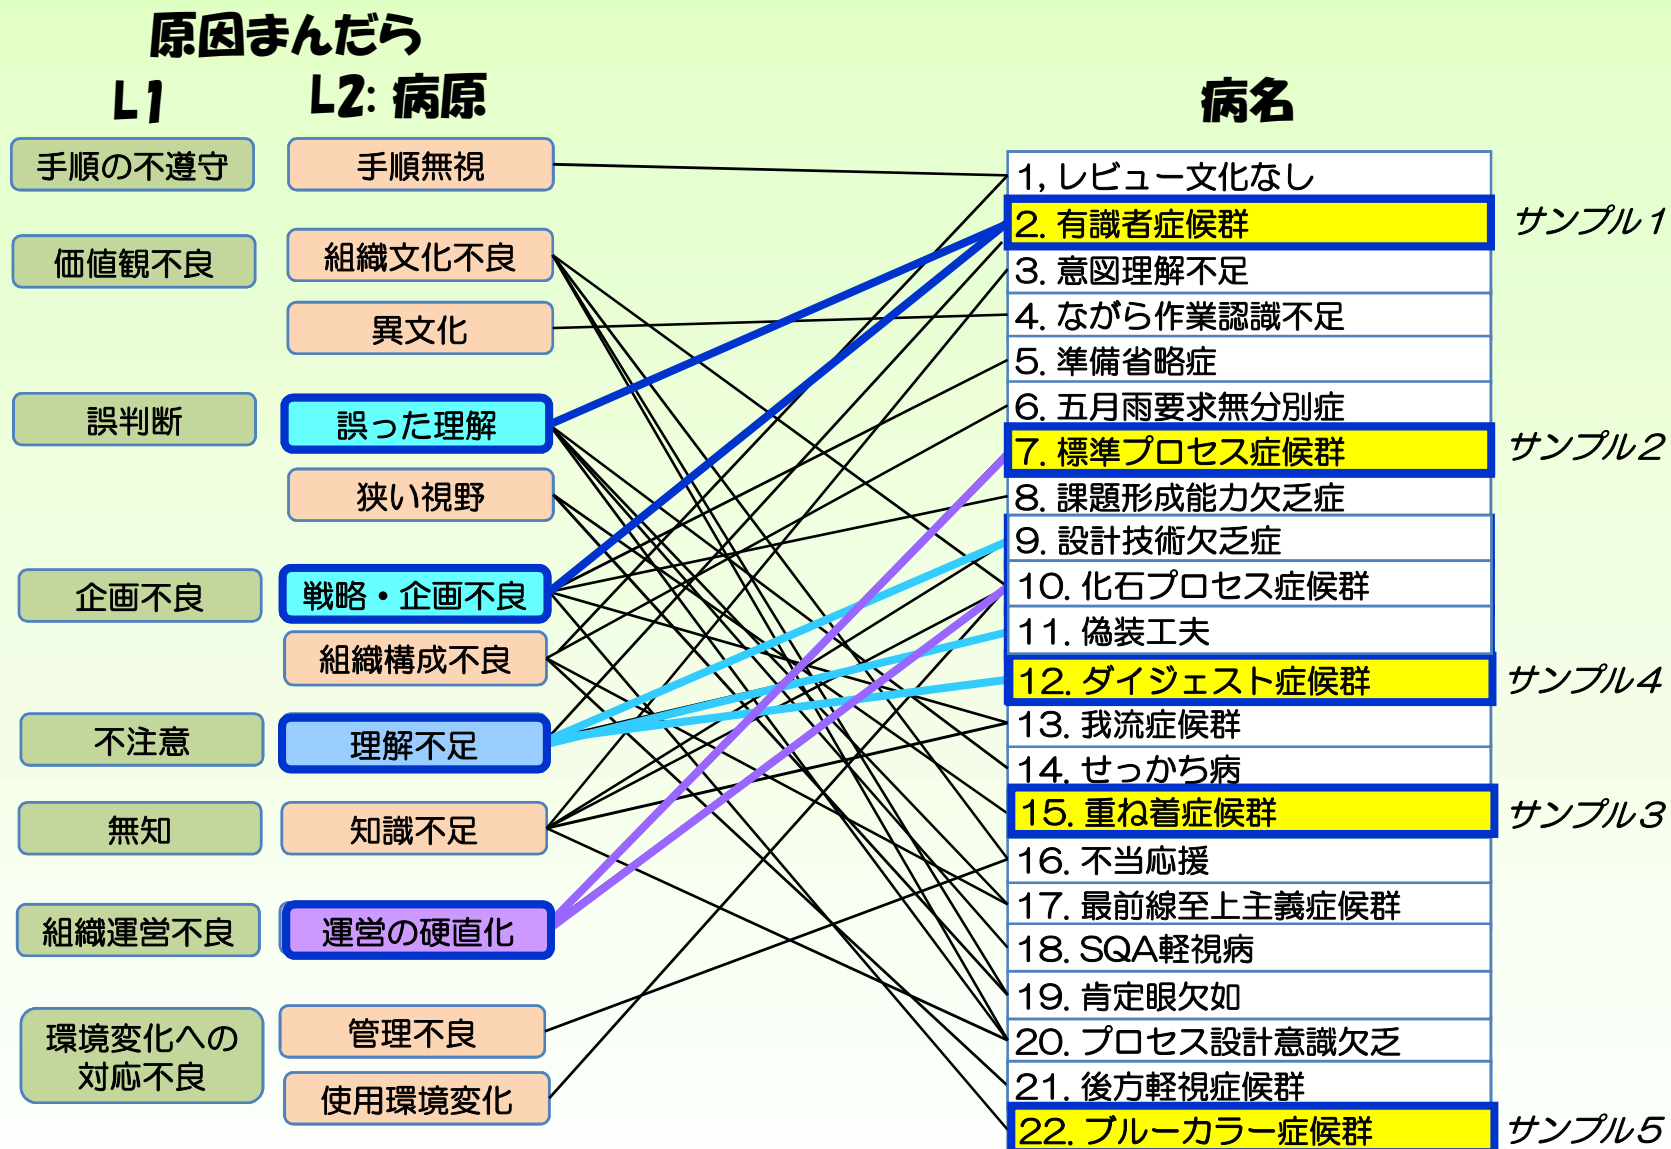 原因まんだら
L1
L2: 病原
病名
手順の不遵守
価値観不良
誤判断
企画不良
不注意
無知
組織運営不良
環境変化への
対応不良
手順無視
組織文化不良
異文化
誤った理解
狭い視野
戦略・企画不良
組織構成不良
理解不足
知識不足
運営の硬直化
管理不良
使用環境変化
1, レビュー文化なし
2. 有識者症候群
3. 意図理解不足
4. ながら作業認識不足
5. 準備省略症
6. 五月雨要求無分別症
7. 標準プロセス症候群
8. 課題形成能力欠乏症
9. 設計技術欠乏症
10. 化石プロセス症候群
11. 偽装工夫
12. ダイジェスト症候群
13. 我流症候群
14. せっかち病
15. 重ね着症候群
16. 不当応援
17. 最前線至上主義症候群
18. SQA軽視病
19. 肯定眼欠如
20. プロセス設計意識欠乏
21. 後方軽視症候群
22. ブルーカラー症候群
サンプル1
サンプル2
サンプル4
サンプル3
サンプル5